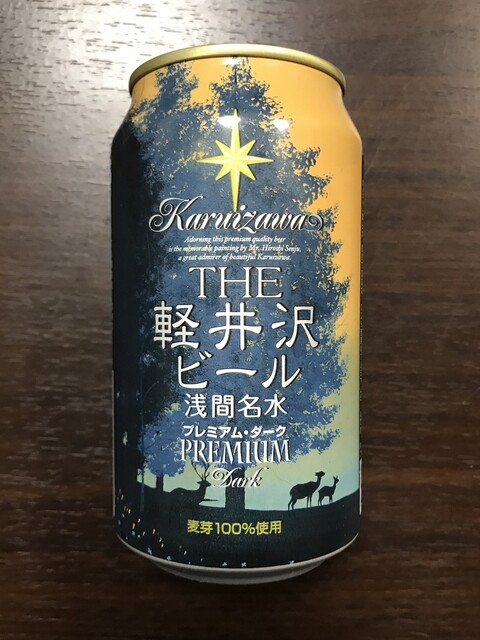 Karuizawa
Adorning this premium quality beer
is the memorable painting by Mr. Hiroshi Senju,
a great admirer of beautiful Karuizawa.
THE
軽井沢
ビール
浅間名水
プレミアム・ダーク
PREMIUM
Dark
麦芽100%使用